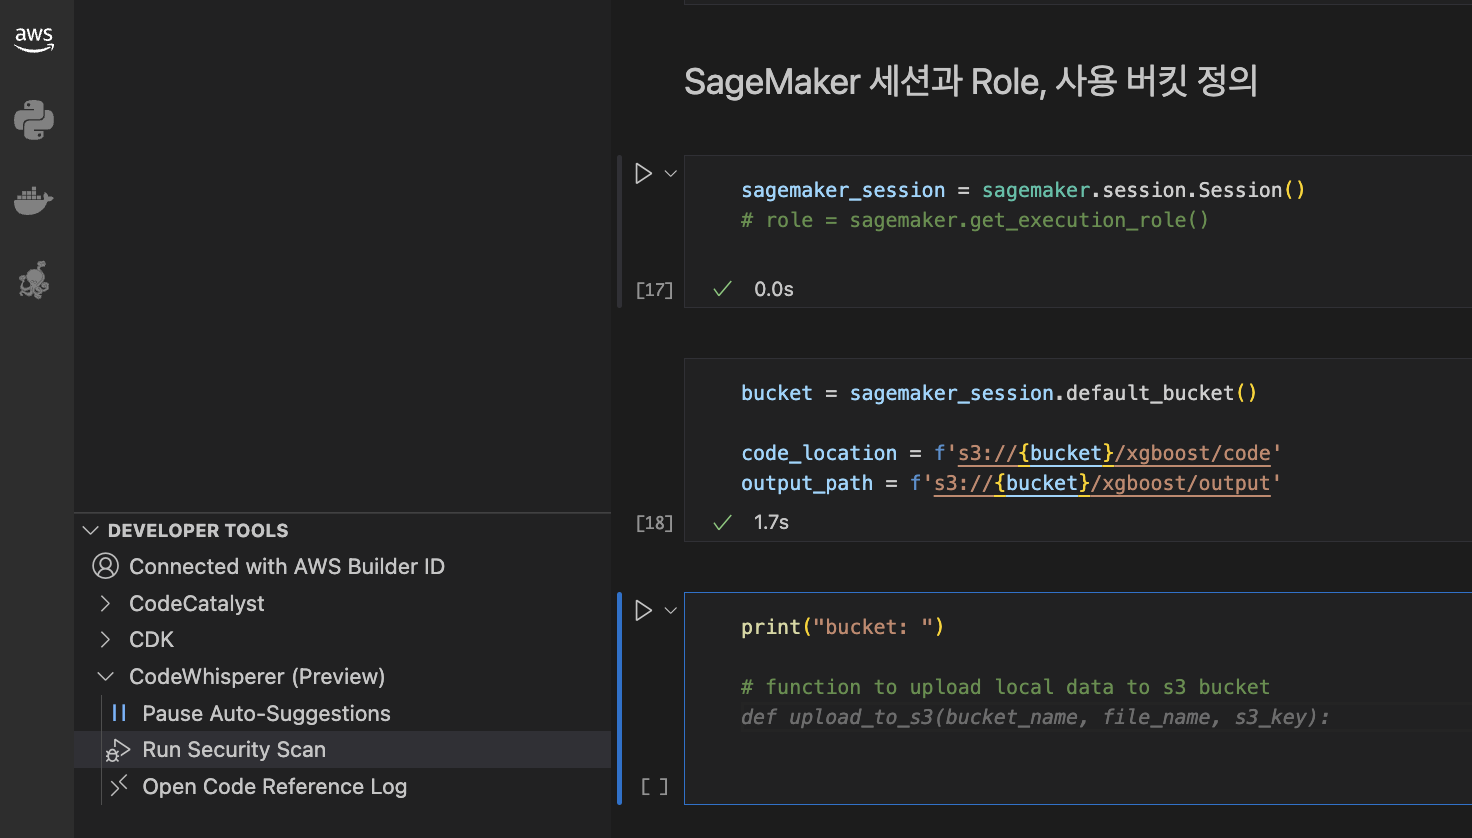 aws
DEVELOPER TOOLS
Connected with AWS Builder ID
CodeCatalyst
CDK
CodeWhisperer (Preview)
Pause Auto-Suggestions
Run Security Scan
Open Code Reference Log
SageMaker 세션과 Role, 사용 버킷 정의
sagemaker_session = sagemaker.session.Session()
# role = sagemaker.get_execution_role()
[17] 0.0s
bucket = sagemaker_session.default_bucket()
code_location = f's3://{bucket}/xgboost/code'
output_path = f's3://{bucket}/xgboost/output'
[18] 1.7s
print("bucket: ")
# function to upload local data to s3 bucket
def upload_to_s3(bucket_name, file_name, s3_key):
[ ]